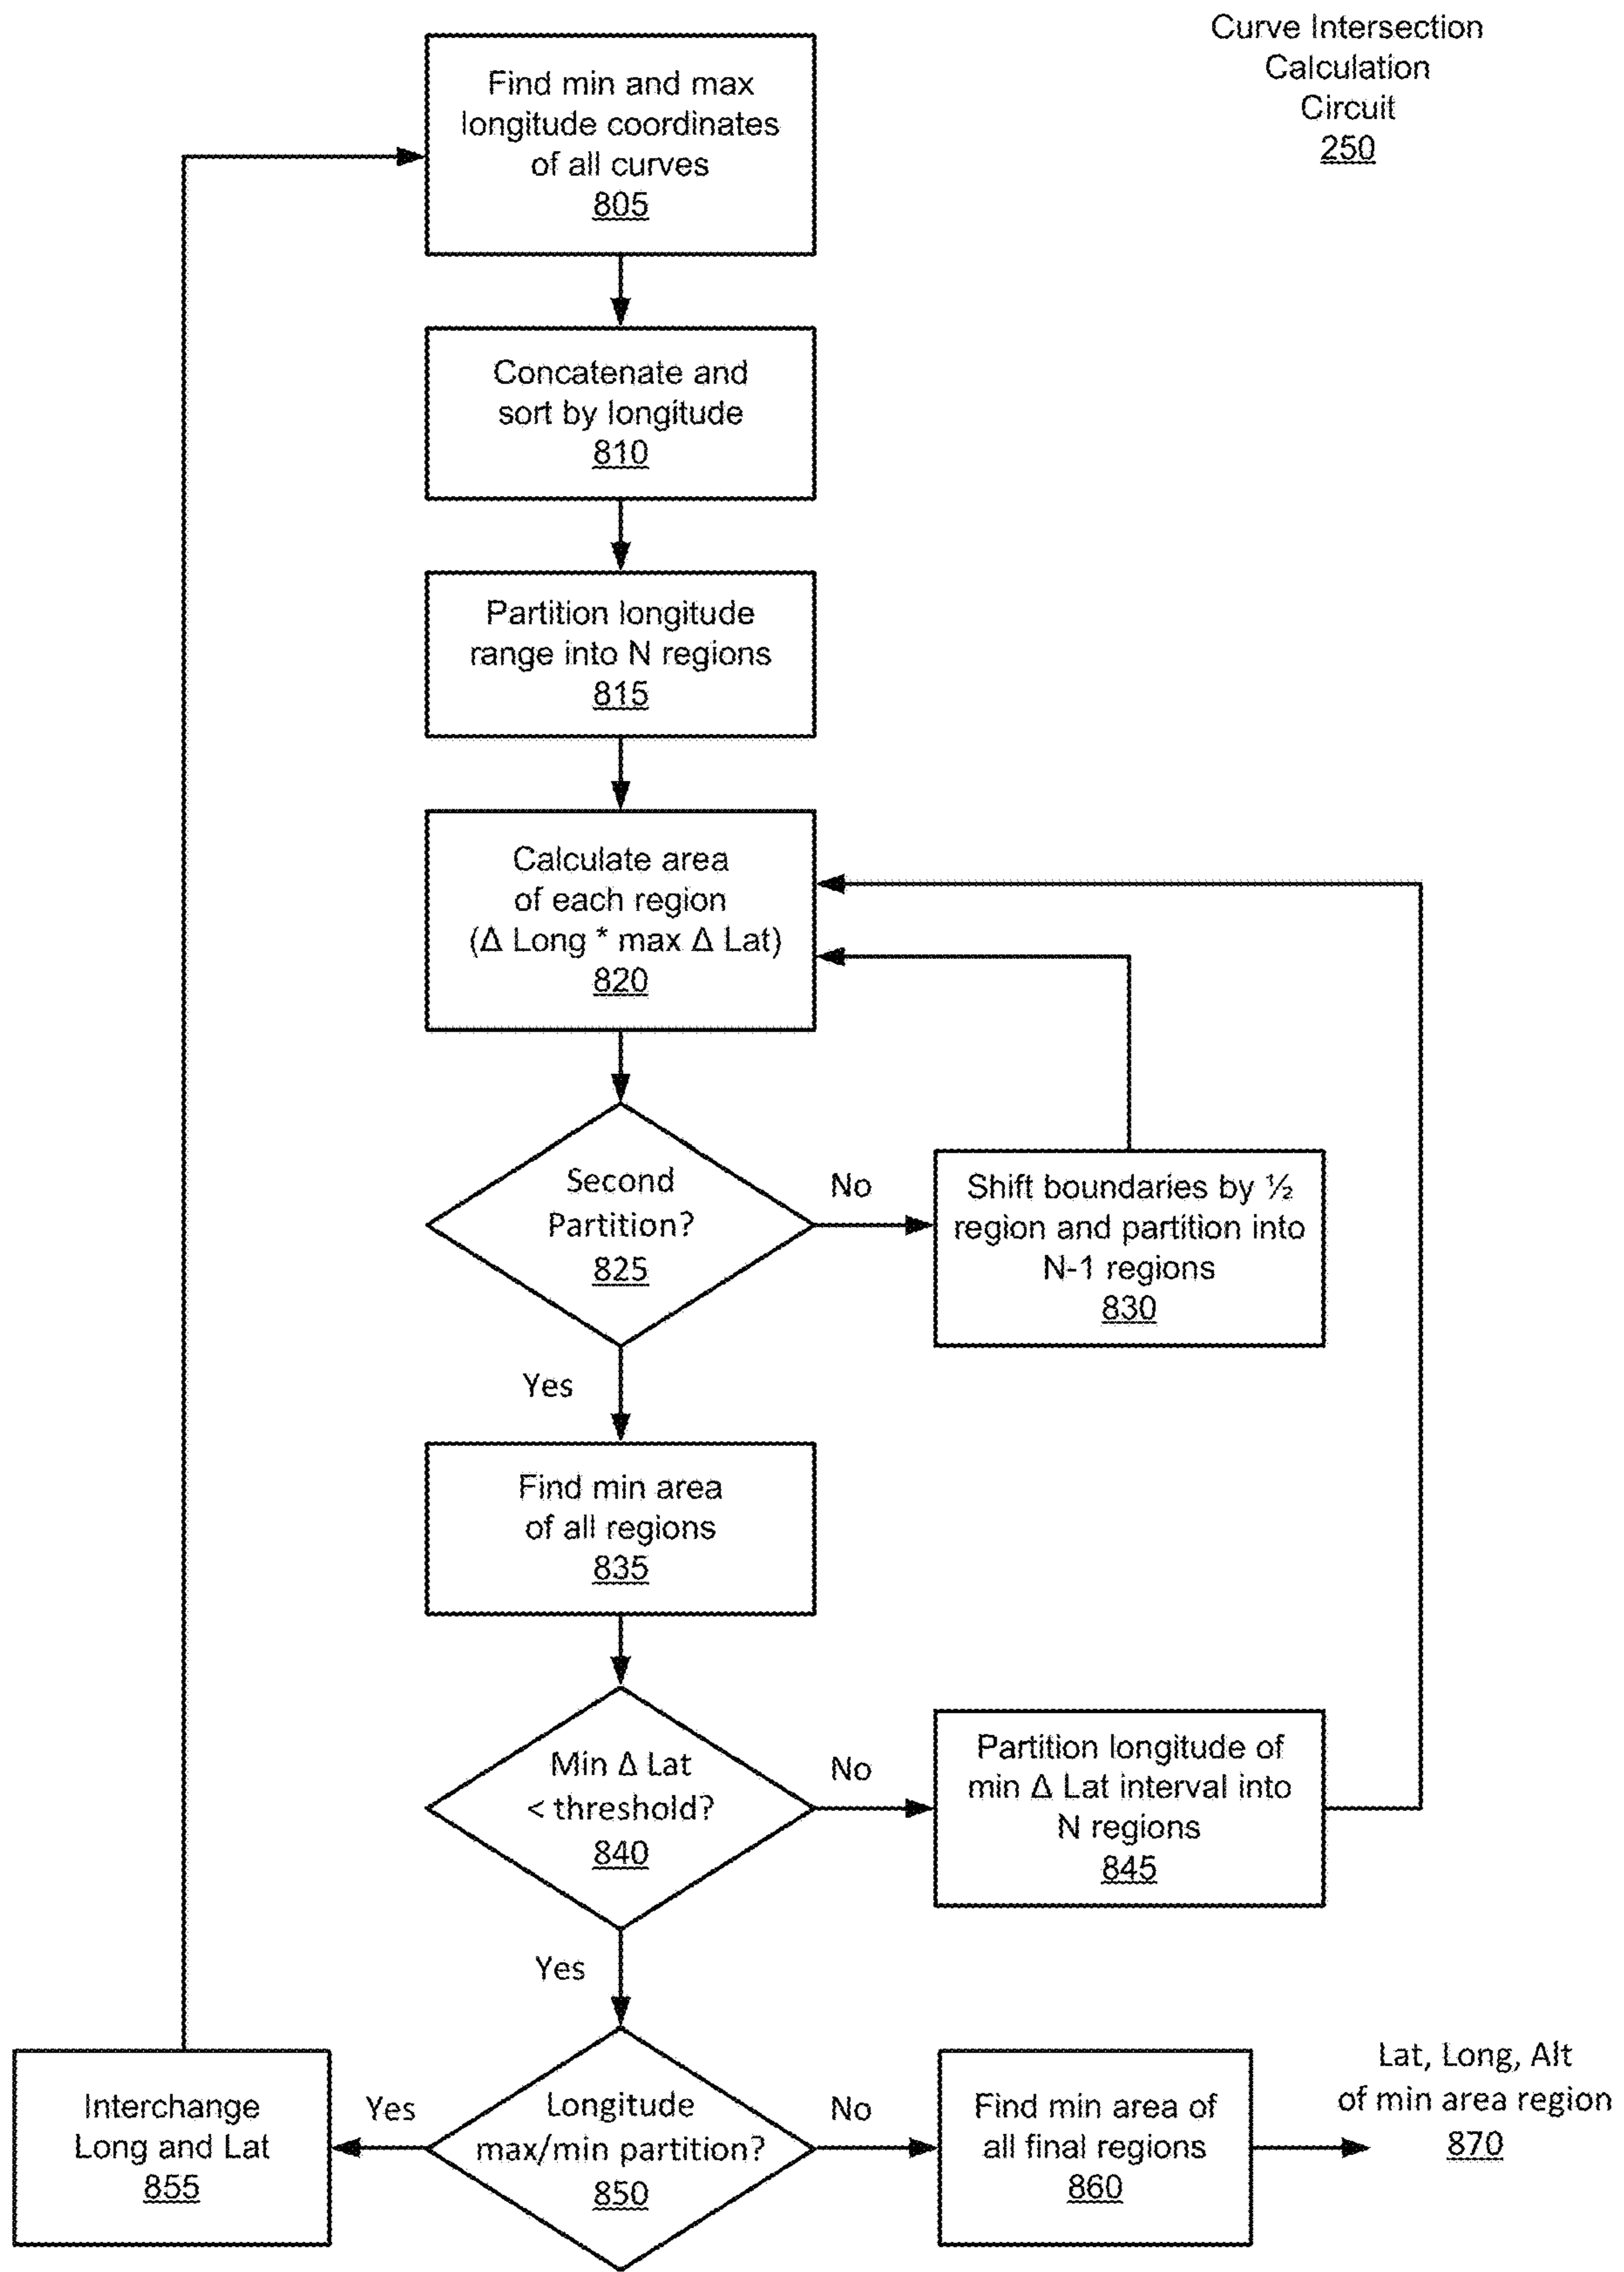 Curve Intersection
Calculation
Circuit
250
Find min and max
longitude coordinates
of all curves
805
Concatenate and
sort by longitude
810
Partition longitude
range into N regions
815
Calculate area
of each region
(Δ Long * max Δ Lat)
820
Second
Partition?
825
No
Shift boundaries by ½
region and partition into
N-1 regions
830
Yes
Find min area
of all regions
835
Min Δ Lat
< threshold?
840
No
Partition longitude of
min Δ Lat interval into
N regions
845
Yes
Longitude
max/min partition?
850
Yes
Interchange
Long and Lat
855
No
Find min area of
all final regions
860
Lat, Long, Alt
of min area region
870